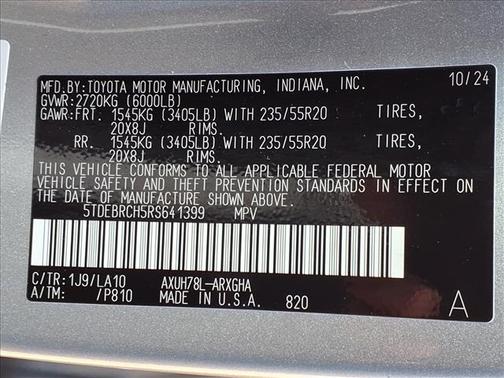 MFD.BY:TOYOTA MOTOR MANUFACTURING, INDIANA, INC. 10/24
GVWR:2720KG (6000LB)
GAWR:FRT. 1545KG (3405LB) WITH 235/55R20 TIRES,
20X8J RIMS.
RR. 1545KG (3405LB) WITH 235/55R20 TIRES,
20X8J RIMS.
THIS VEHICLE CONFORMS TO ALL APPLICABLE FEDERAL MOTOR
VEHICLE SAFETY AND THEFT PREVENTION STANDARDS IN EFFECT ON
THE DATE OF MANUFACTURE SHOWN ABOVE.
5TDEBRCH5RS641399 MPV
C/TR:1J9/LA10 AXUH78L-ARXGHA
A/TM: /P810 MADE IN U.S.A. 820 A